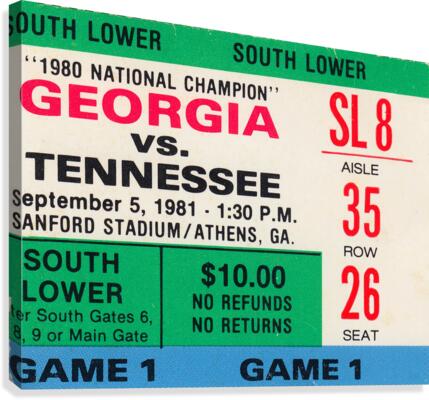 SOUTH LOWER
SOUTH LOWER
"1980 NATIONAL CHAMPION"
GEORGIA
VS.
TENNESSEE
September 5, 1981 - 1:30 P.M.
SANFORD STADIUM/ATHENS, GA.
SL 8
AISLE
35
ROW
26
SEAT
SOUTH
LOWER
ter South Gates 6,
8, 9 or Main Gate
$10.00
NO REFUNDS
NO RETURNS
GAME 1
GAME 1